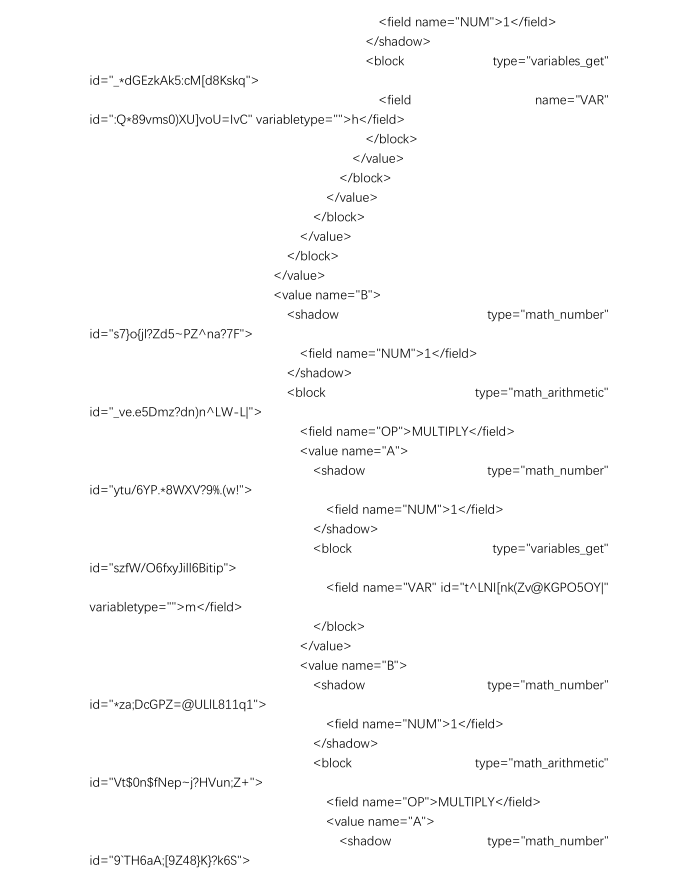 <field name="NUM">1</field>
</shadow>
<block type="variables_get"
id="_*dGEzkAk5:cM[d8Kskq">
<field name="VAR"
id=":Q*89vms0)XU]voU=IvC" variabletype="">h</field>
</block>
</value>
</block>
</value>
</block>
</value>
</block>
</value>
<value name="B">
<shadow type="math_number"
id="s7}o{jl?Zd5~PZ^na?7F">
<field name="NUM">1</field>
</shadow>
<block type="math_arithmetic"
id="_ve.e5Dmz?dn)n^LW-L|">
<field name="OP">MULTIPLY</field>
<value name="A">
<shadow type="math_number"
id="ytu/6YP.*8WXV?9%.(w!">
<field name="NUM">1</field>
</shadow>
<block type="variables_get"
id="szfW/O6fxyJill6Bitip">
<field name="VAR" id="t^LNI[nk(Zv@KGPO5OY|"
variabletype="">m</field>
</block>
</value>
<value name="B">
<shadow type="math_number"
id="*za;DcGPZ=@ULlL811q1">
<field name="NUM">1</field>
</shadow>
<block type="math_arithmetic"
id="Vt$0n$fNep~j?HVun;Z+">
<field name="OP">MULTIPLY</field>
<value name="A">
<shadow type="math_number"
id="9`TH6aA;[9Z48}K}?k6S">